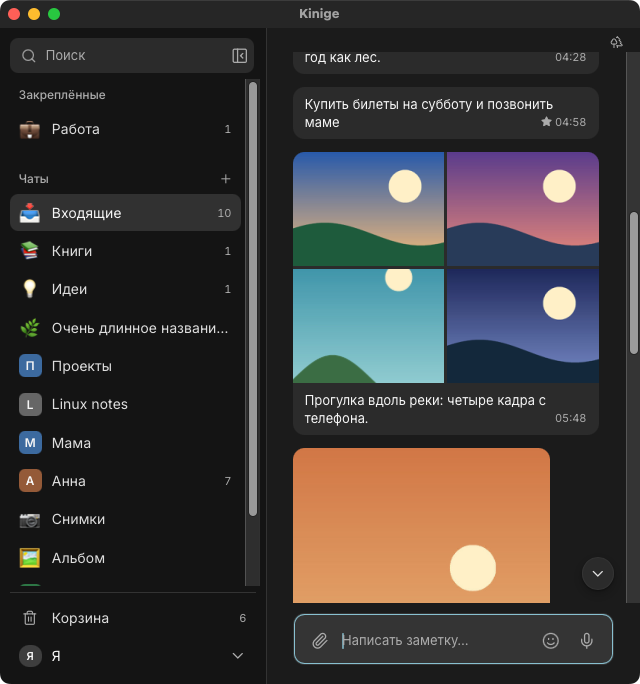 Kinige
Поиск
Закреплённые
Работа 1
Чаты
Входящие 10
Книги 1
Идеи 1
Очень длинное названи...
П Проекты
L Linux notes
М Мама
А Анна 7
Снимки
Альбом
Корзина 6
Я Я
год как лес. 04:28
Купить билеты на субботу и позвонить
маме 04:58
Прогулка вдоль реки: четыре кадра с
телефона. 05:48
Написать заметку...